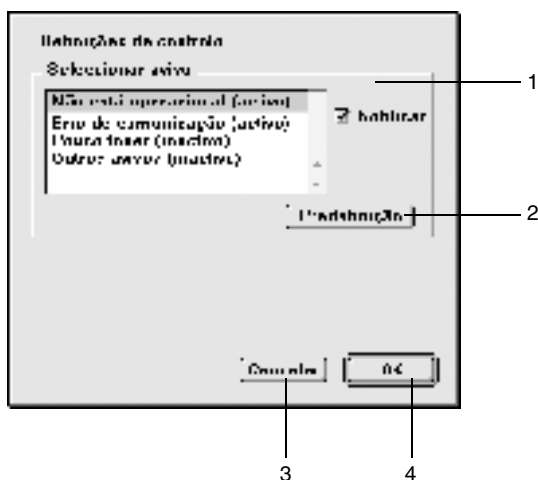 Definições de controlo
Seleccionar aviso
Não está operacional (activo)
Notificar
Erro de comunicação (activo)
Pouco toner (inactivo)
Outros avisos (inactivo)
Predefinição
Cancelar
OK
1
2
3
4